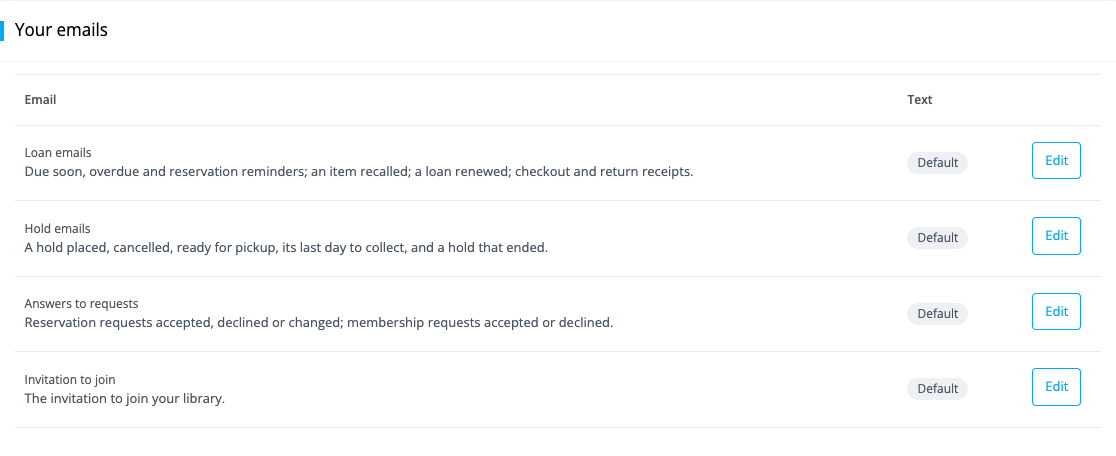 Your emails
Email
Text
Loan emails
Due soon, overdue and reservation reminders; an item recalled; a loan renewed; checkout and return receipts.
Default
Edit
Hold emails
A hold placed, cancelled, ready for pickup, its last day to collect, and a hold that ended.
Default
Edit
Answers to requests
Reservation requests accepted, declined or changed; membership requests accepted or declined.
Default
Edit
Invitation to join
The invitation to join your library.
Default
Edit